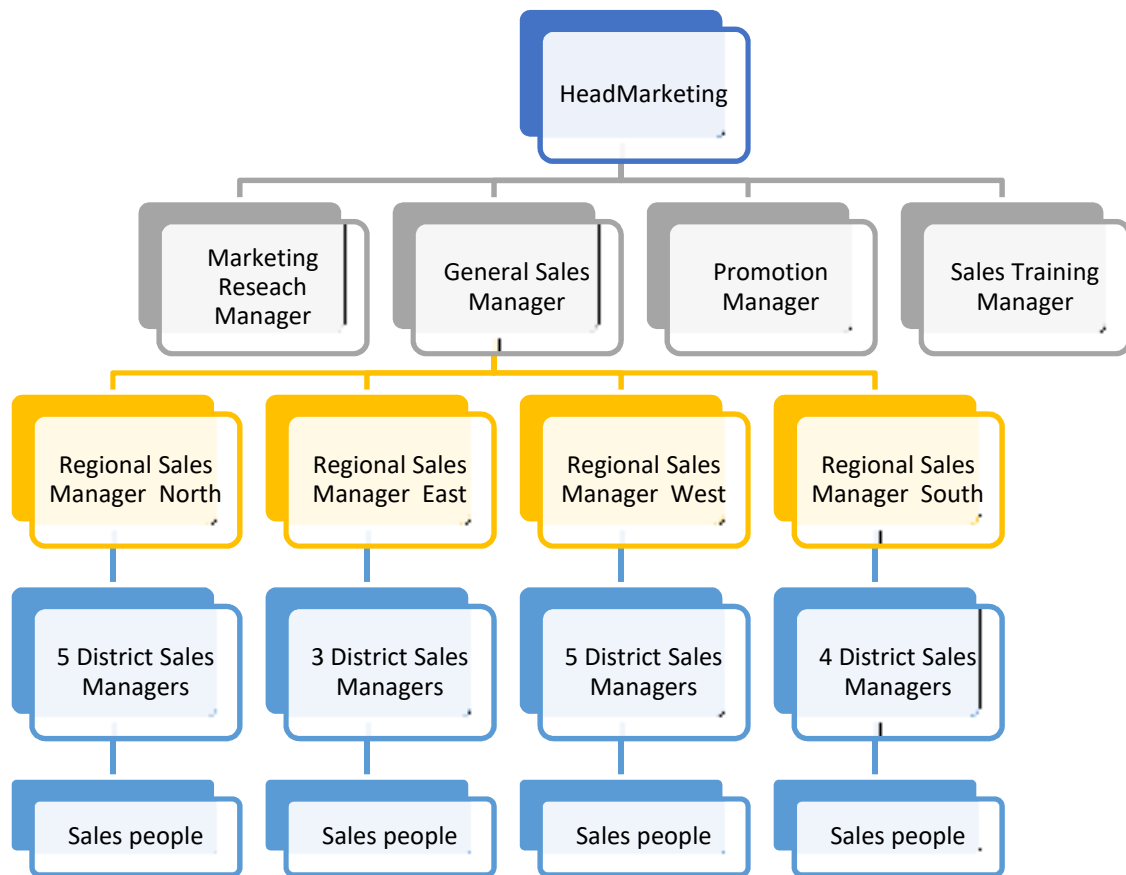 HeadMarketing
Marketing
Reseach
Manager
General Sales
Manager
Promotion
Manager
Sales Training
Manager
Regional Sales
Manager  North
Regional Sales
Manager  East
Regional Sales
Manager  West
Regional Sales
Manager  South
5 District Sales
Managers
3 District Sales
Managers
5 District Sales
Managers
4 District Sales
Managers
Sales people
Sales people
Sales people
Sales people